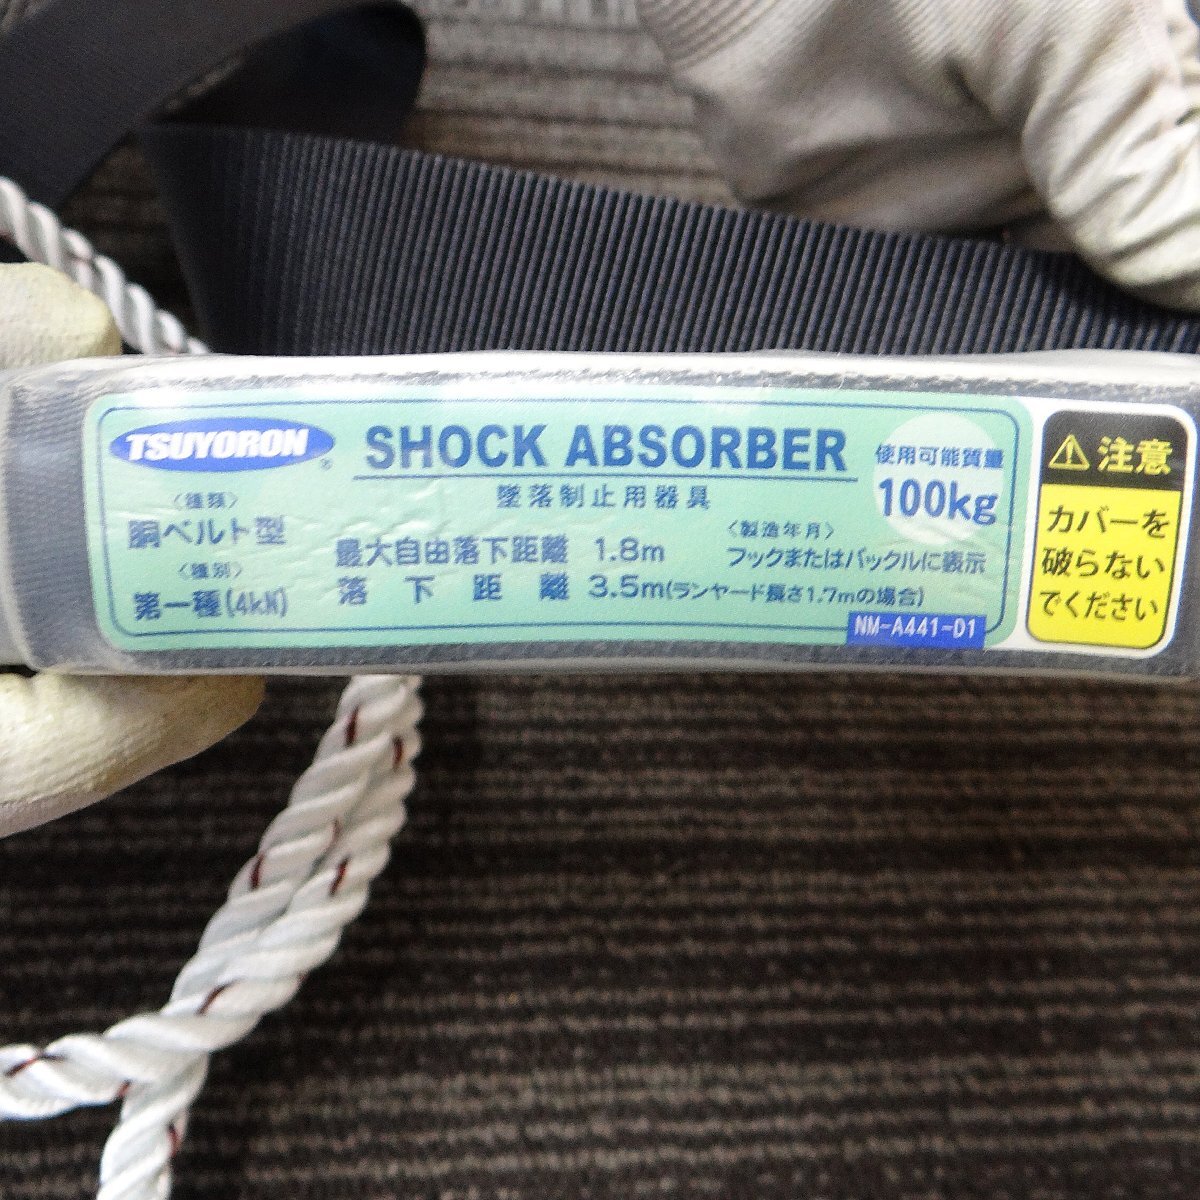 TSUYORON®
SHOCK ABSORBER
墜落制止用器具
〈種類〉
胴ベルト型
〈種別〉
第一種(4kN)
最大自由落下距離 1.8m
落下距離 3.5m(ランヤード長さ1.7mの場合)
〈製造年月〉
フックまたはバックルに表示
使用可能質量
100kg
NM-A441-D1
⚠注意
カバーを
破らない
でください